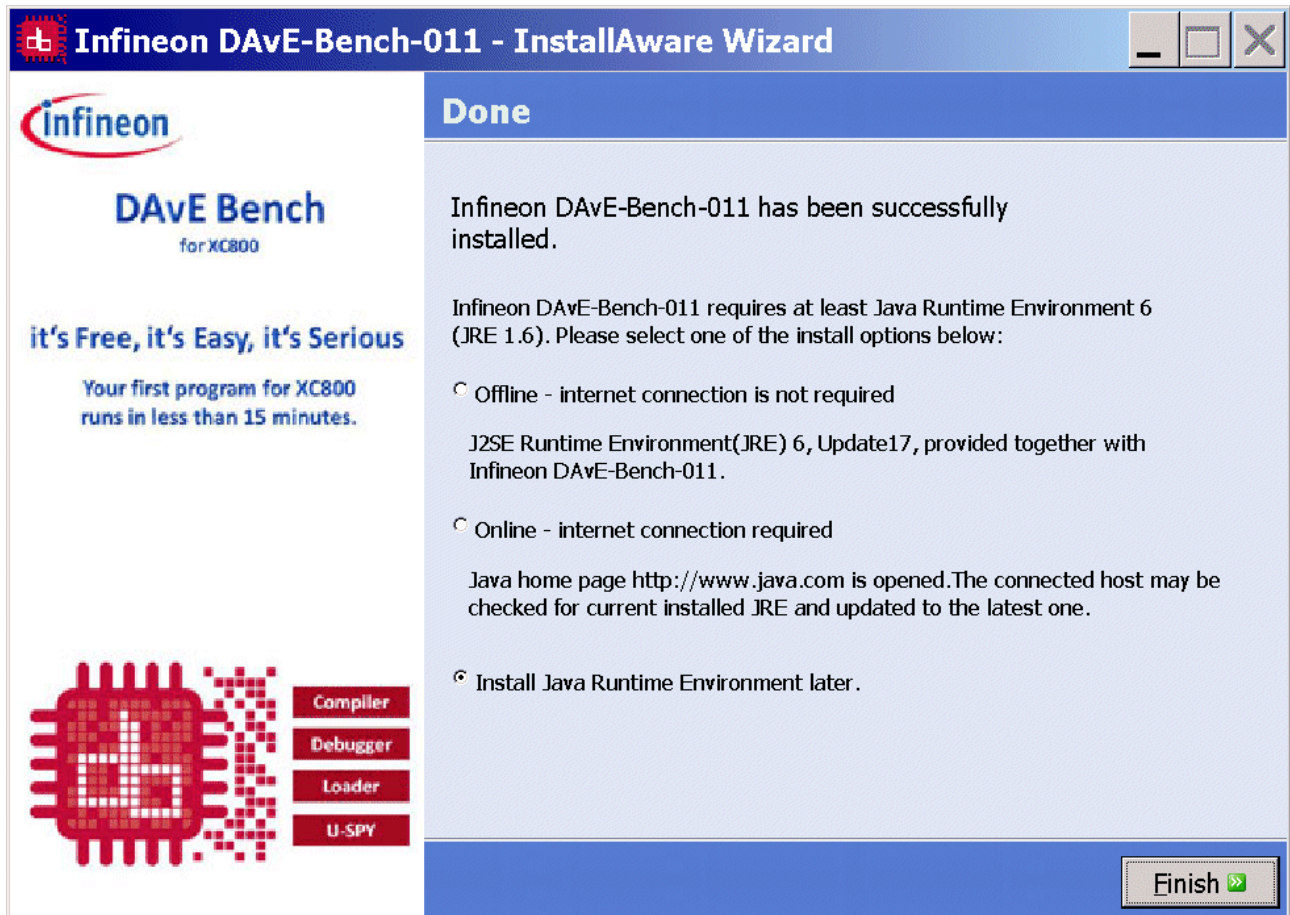 Infineon DAvE-Bench-011 - InstallAware Wizard
infineon
DAvE Bench
for XC800
it's Free, it's Easy, it's Serious
Your first program for XC800
runs in less than 15 minutes.
Compiler
Debugger
Loader
U-SPY
Done
Infineon DAvE-Bench-011 has been successfully
installed.
Infineon DAvE-Bench-011 requires at least Java Runtime Environment 6
(JRE 1.6). Please select one of the install options below:
Offline - internet connection is not required
J2SE Runtime Environment(JRE) 6, Update17, provided together with
Infineon DAvE-Bench-011.
Online - internet connection required
Java home page http://www.java.com is opened.The connected host may be
checked for current installed JRE and updated to the latest one.
Install Java Runtime Environment later.
Finish